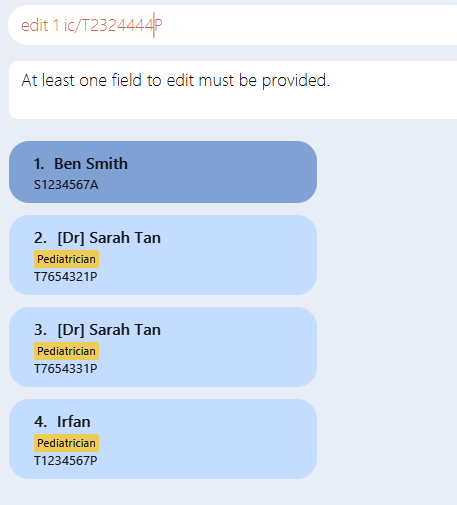 edit 1 ic/T2324444P
At least one field to edit must be provided.
1. Ben Smith
S1234567A
2. [Dr] Sarah Tan
Pediatrician
T7654321P
3. [Dr] Sarah Tan
Pediatrician
T7654331P
4. Irfan
Pediatrician
T1234567P